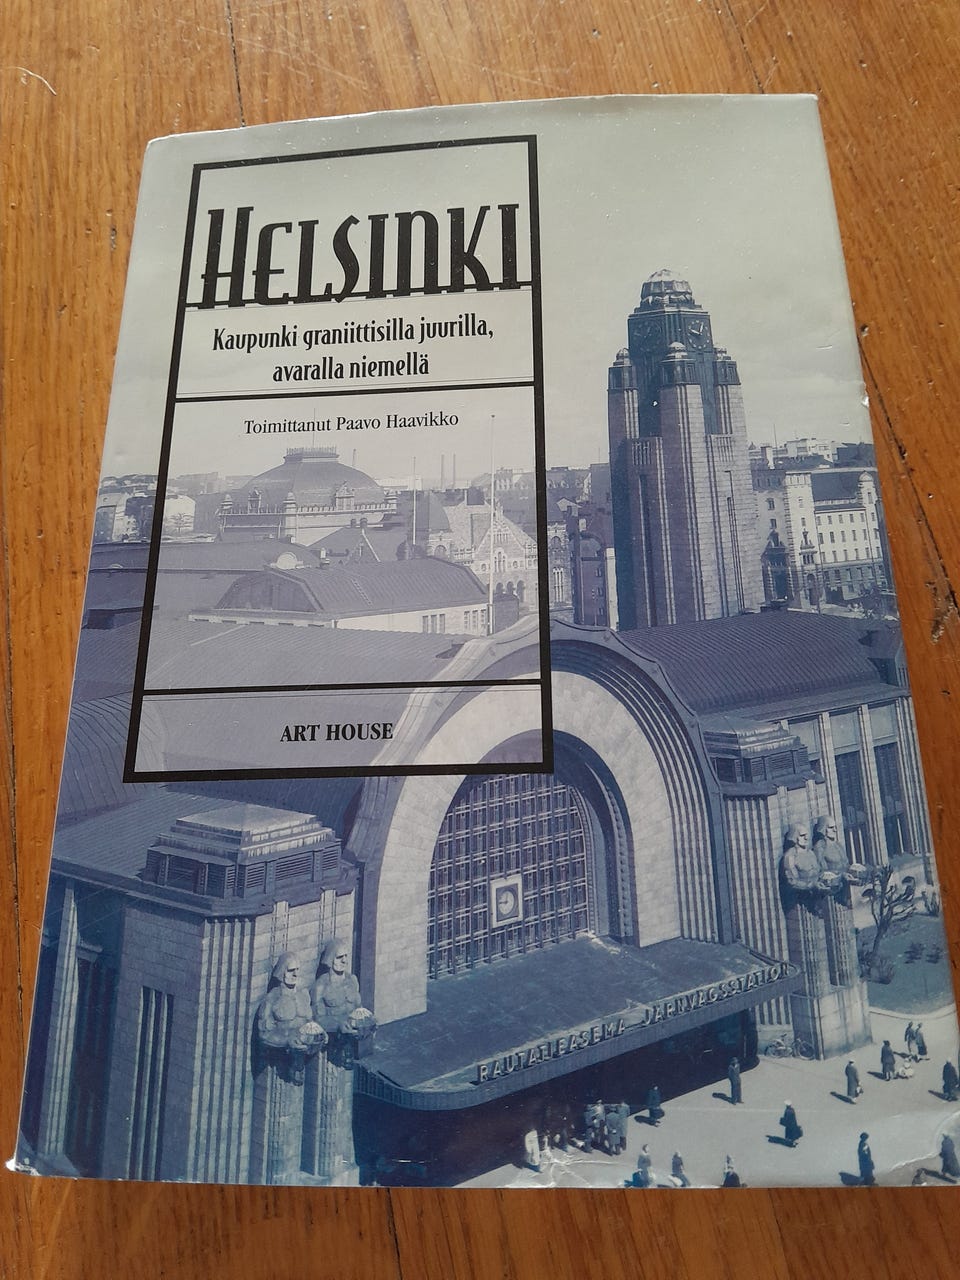 HELSINKI
Kaupunki graniittisilla juurilla,
avaralla niemellä
Toimittanut Paavo Haavikko
ART HOUSE
RAUTATIEASEMA JÄRNVÄGSSTATION